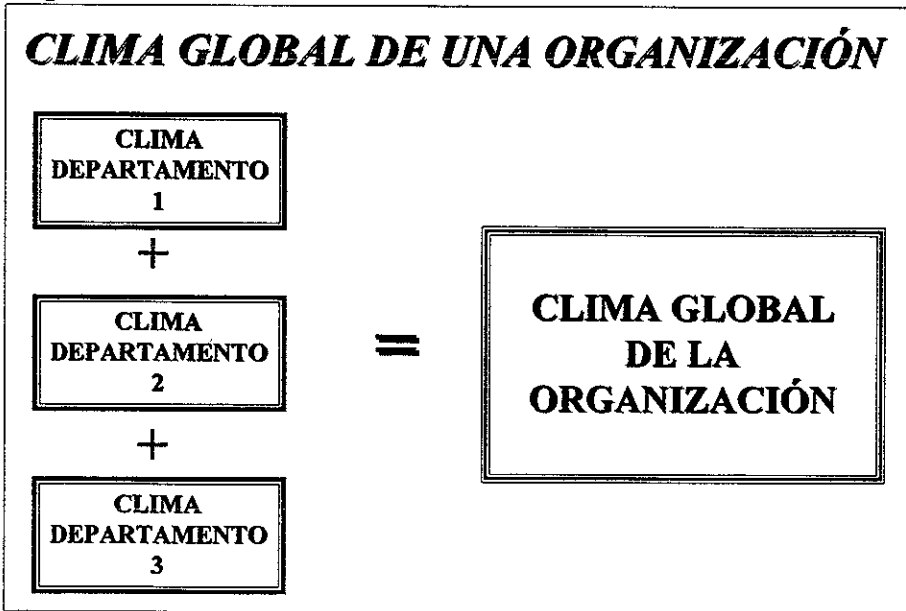 CLIMA GLOBAL DE UNA ORGANIZACIÓN
CLIMA
DEPARTAMENTO
1
+
CLIMA
DEPARTAMENTO
2
+
CLIMA
DEPARTAMENTO
3
=
CLIMA GLOBAL
DE LA
ORGANIZACIÓN